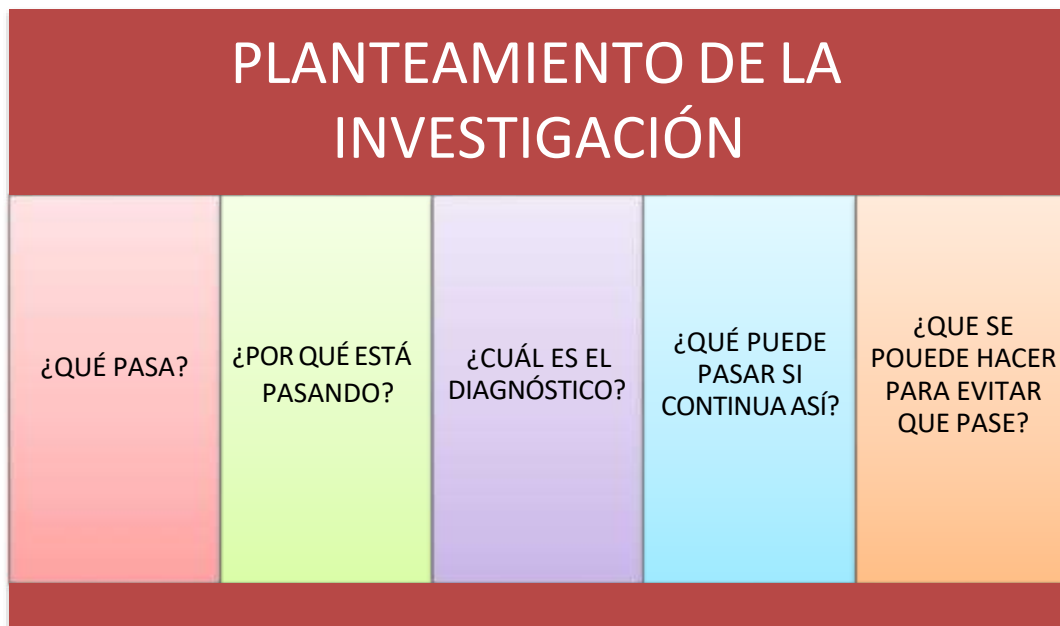 PLANTEAMIENTO DE LA
INVESTIGACIÓN
¿QUÉ PASA?
¿POR QUÉ ESTÁ
PASANDO?
¿CUÁL ES EL
DIAGNÓSTICO?
¿QUÉ PUEDE
PASAR SI
CONTINUA ASÍ?
¿QUE SE
POUEDE HACER
PARA EVITAR
QUE PASE?